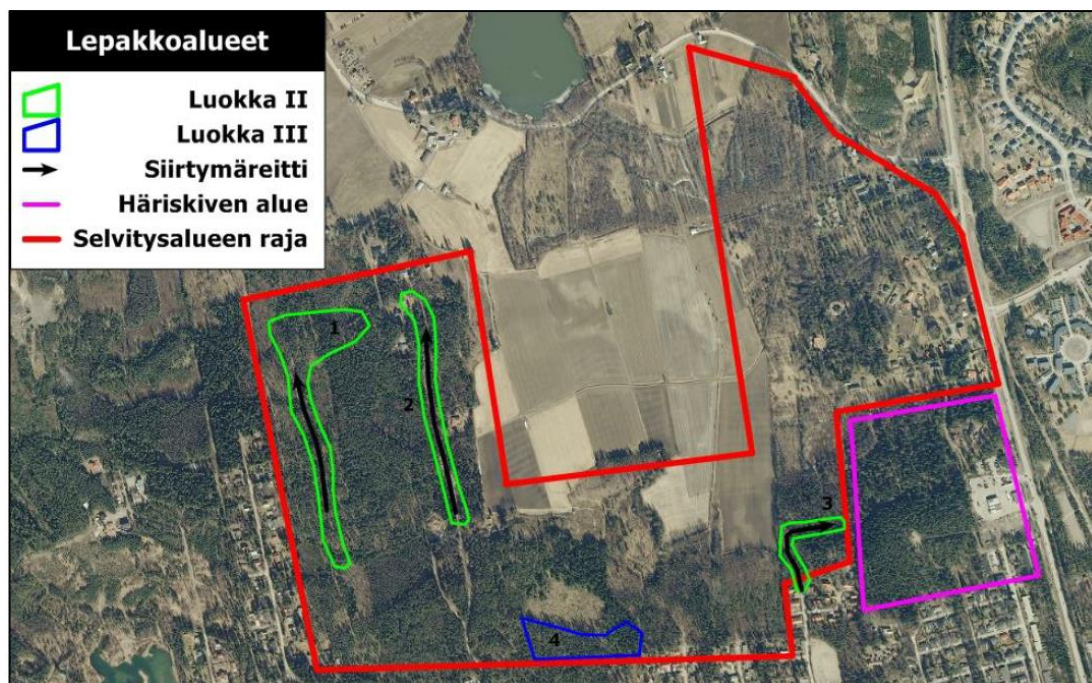 Lepakkoalueet
Luokka II
Luokka III
Siirtymäreitti
Häriskiven alue
Selvitysalueen raja
1
2
3
4